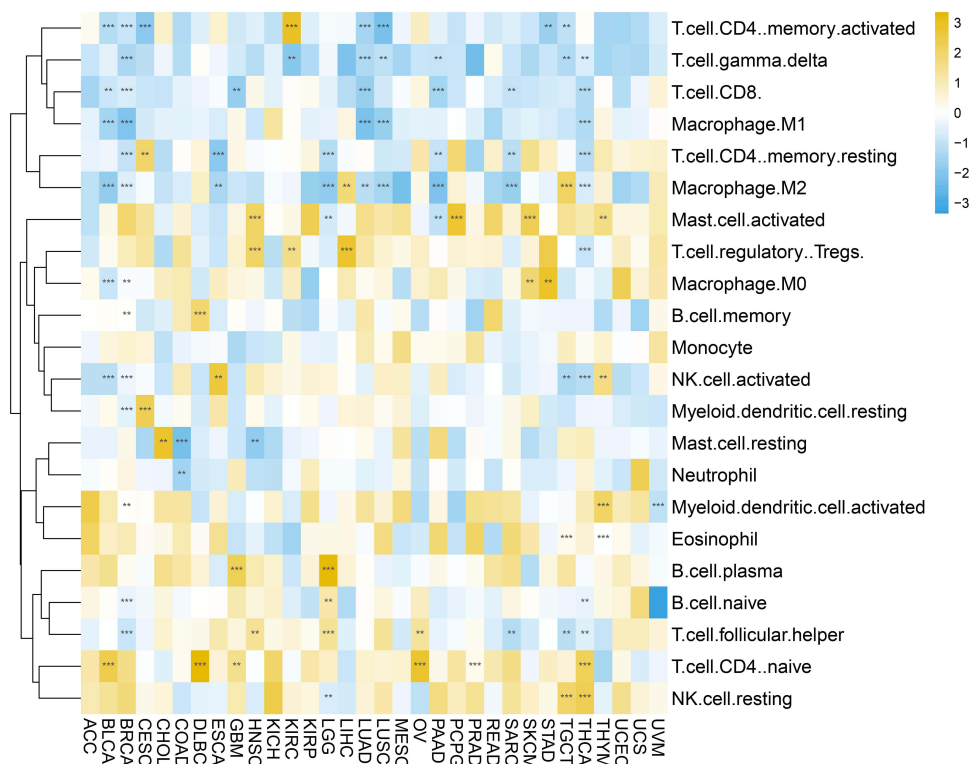 *** *** *** *** *** *** ** *** T.cell.CD4..memory.activated
*** ** *** ** ** ** ** T.cell.gamma.delta
** *** ** *** *** ** *** T.cell.CD8.
*** *** *** *** *** Macrophage.M1
*** ** *** *** ** ** *** T.cell.CD4..memory.resting
*** *** ** *** ** ** *** *** *** *** *** Macrophage.M2
*** ** ** *** *** ** Mast.cell.activated
*** ** *** *** T.cell.regulatory..Tregs.
*** ** ** ** Macrophage.M0
** *** B.cell.memory
Monocyte
*** *** ** ** *** ** NK.cell.activated
*** *** Myeloid.dendritic.cell.resting
** *** ** Mast.cell.resting
** Neutrophil
** *** *** Myeloid.dendritic.cell.activated
*** *** Eosinophil
*** *** B.cell.plasma
*** ** ** B.cell.naive
*** ** *** ** ** ** ** T.cell.follicular.helper
*** *** ** *** *** *** T.cell.CD4..naive
** *** *** NK.cell.resting
ACC
BLCA
BRCA
CESC
CHOL
COAD
DLBC
ESCA
GBM
HNSC
KICH
KIRC
KIRP
LGG
LIHC
LUAD
LUSC
MESO
OV
PAAD
PCPG
PRAD
READ
SARC
SKCM
STAD
TGCT
THCA
THYM
UCEC
UCS
UVM
3
2
1
0
-1
-2
-3